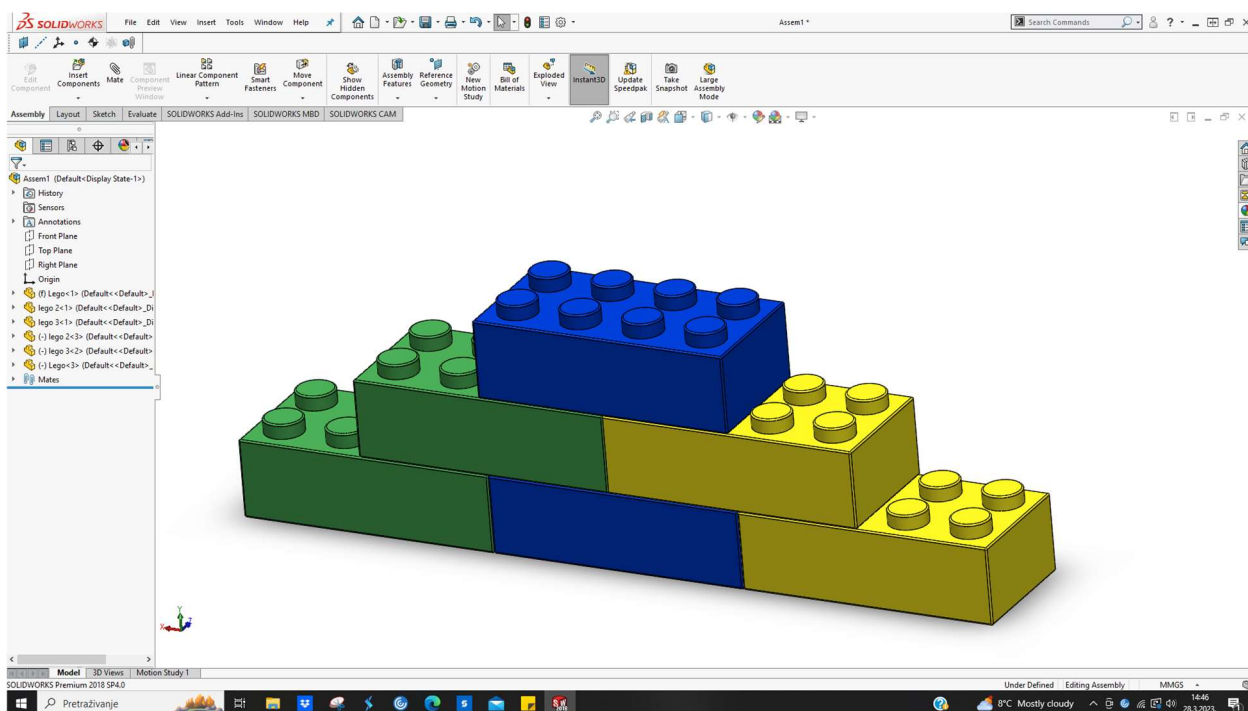 SOLIDWORKS File Edit View Insert Tools Window Help Assem1 * Search Commands
Edit Component
Insert Components
Mate
Component Preview Window
Linear Component Pattern
Smart Fasteners
Move Component
Show Hidden Components
Assembly Features
Reference Geometry
New Motion Study
Bill of Materials
Exploded View
Instant3D
Update Speedpak
Take Snapshot
Large Assembly Mode
Assembly Layout Sketch Evaluate SOLIDWORKS Add-Ins SOLIDWORKS MBD SOLIDWORKS CAM
Assem1 (Default<Display State-1>)
History
Sensors
Annotations
Front Plane
Top Plane
Right Plane
Origin
(f) Lego<1> (Default<<Default>_
lego 2<1> (Default<<Default>_Di
lego 3<1> (Default<<Default>_Di
(-) lego 2<3> (Default<<Default>
(-) lego 3<2> (Default<<Default>
(-) Lego<3> (Default<<Default>_
Mates
Y
X
Z
Model 3D Views Motion Study 1
SOLIDWORKS Premium 2018 SP4.0 Under Defined Editing Assembly MMGS
Pretraživanje 8°C Mostly cloudy 14:46
28.3.2023.